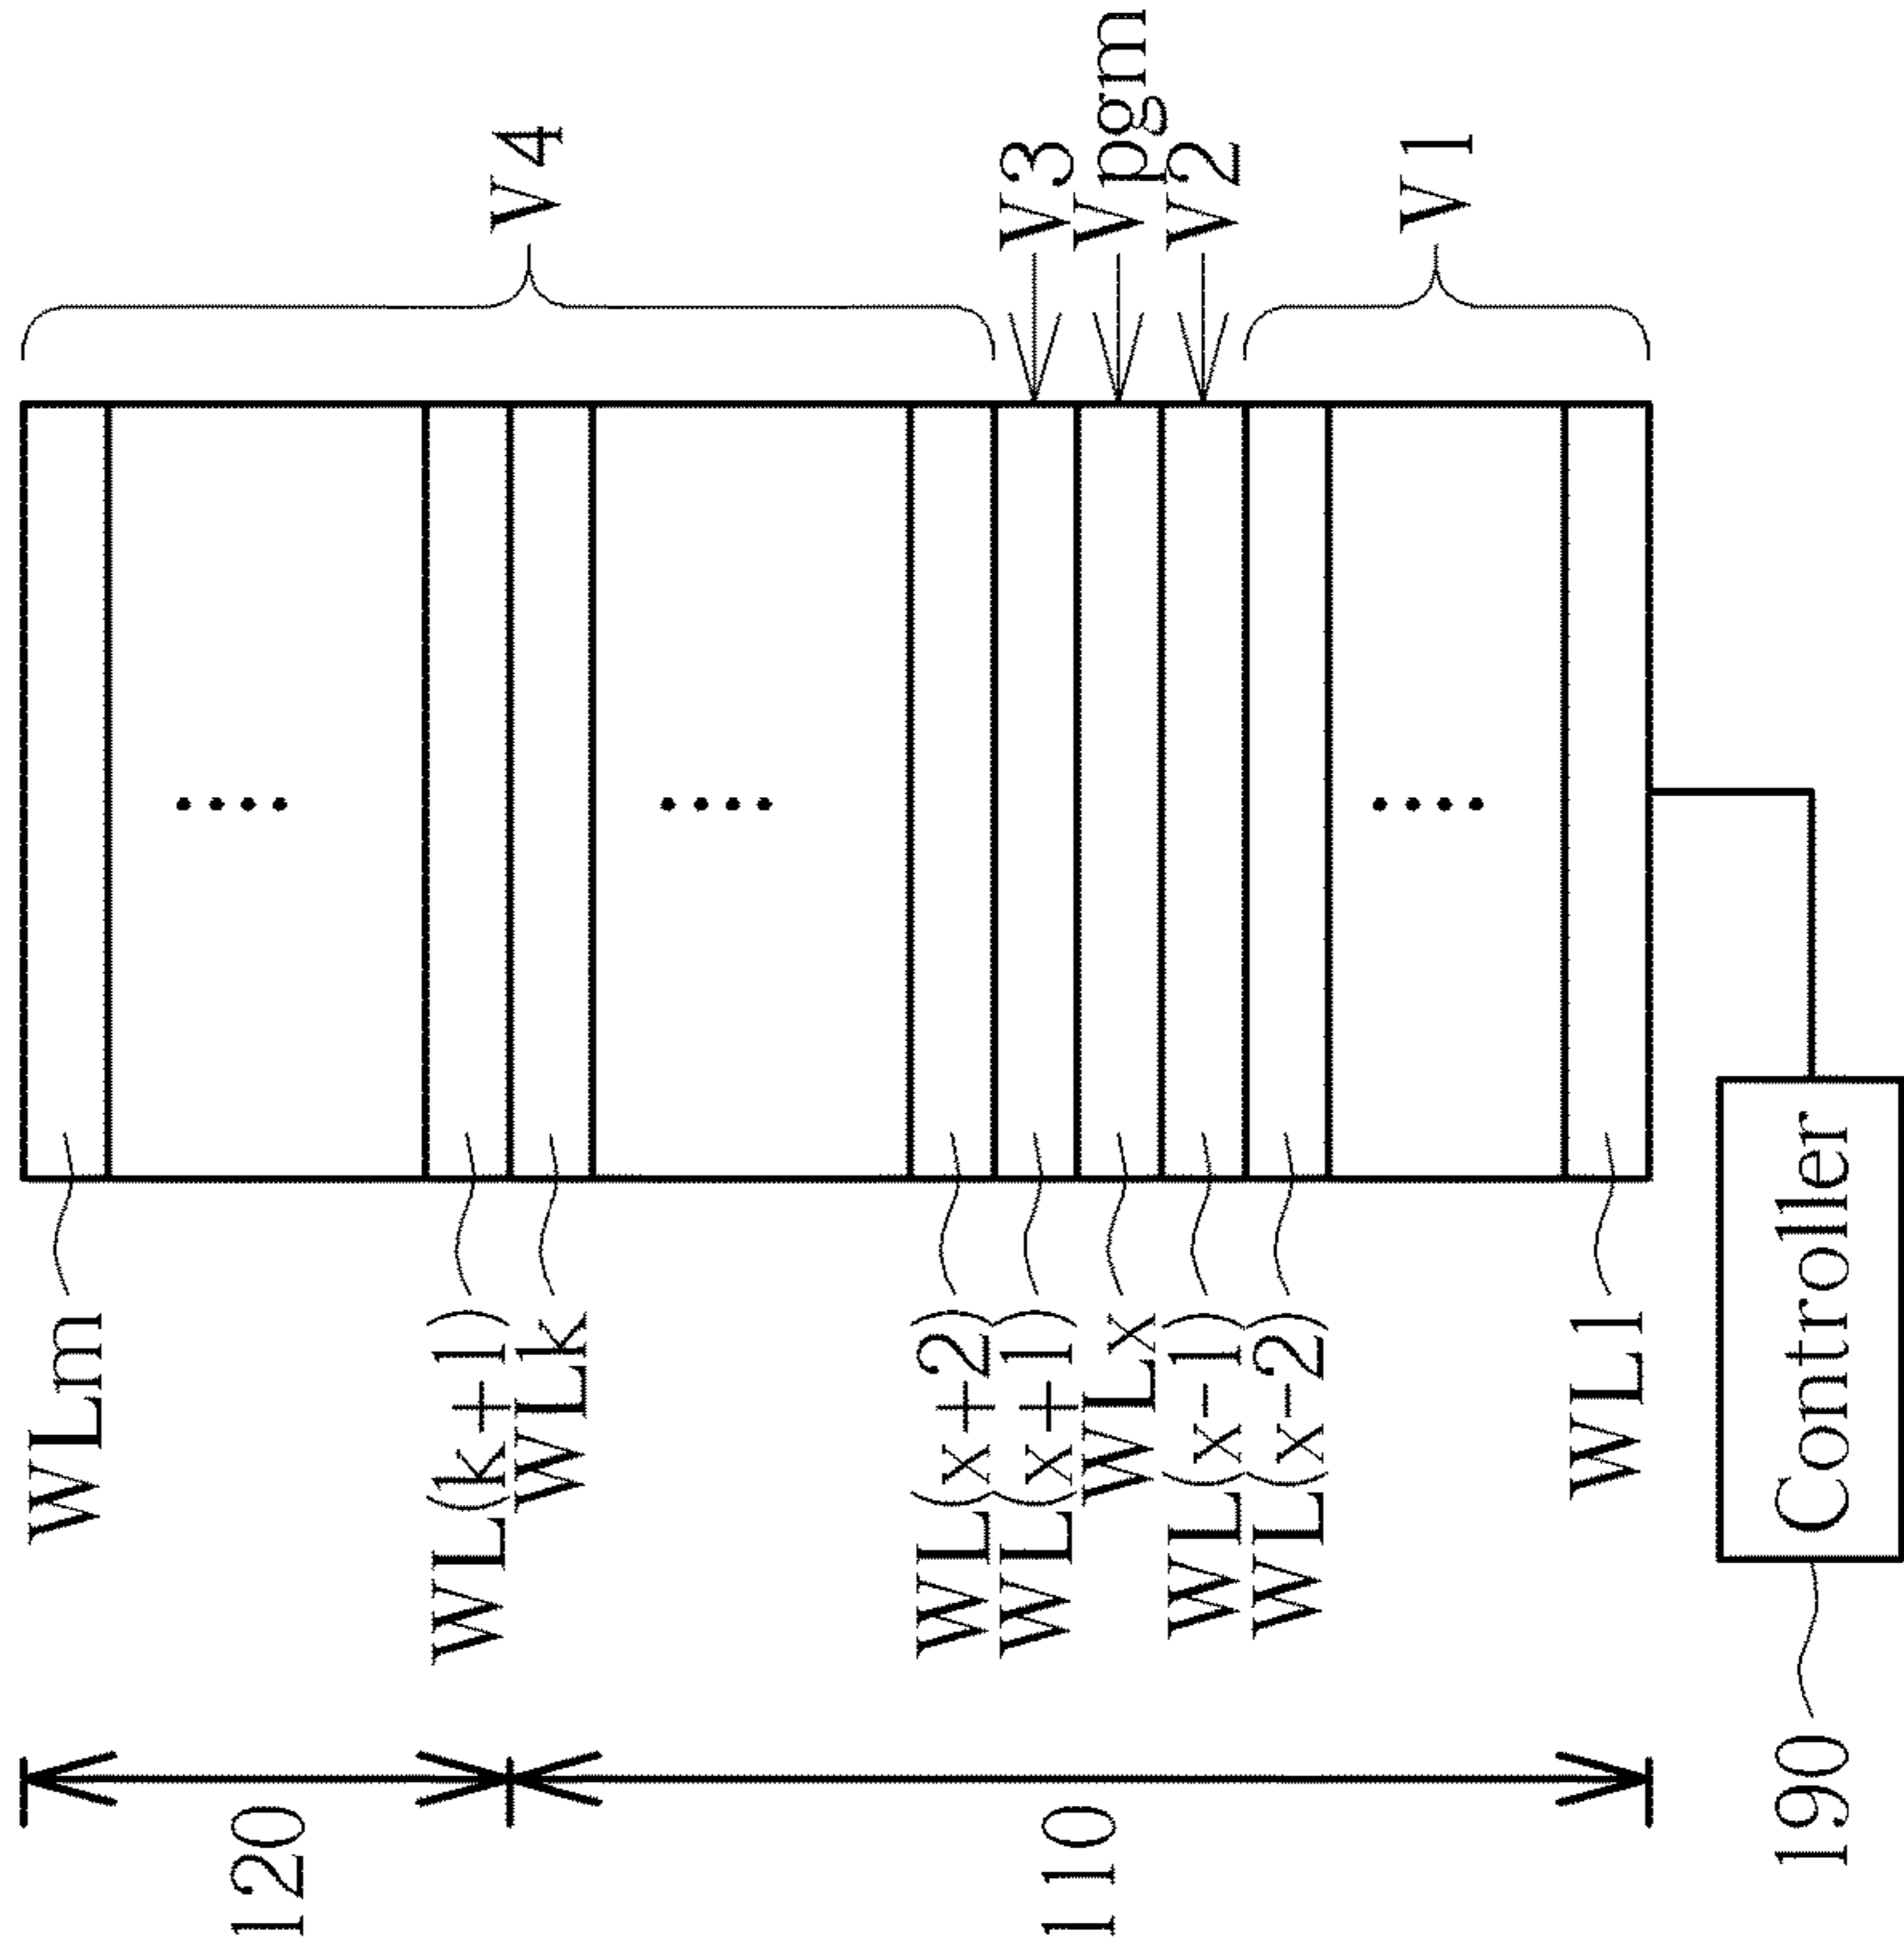 120
WLm
V4
WL(k+1)
WLk
110
WL(x+2)
WL(x+1)
V3
WLx
Vpgm
WL(x-1)
V2
WL(x-2)
V1
WL1
190
Controller